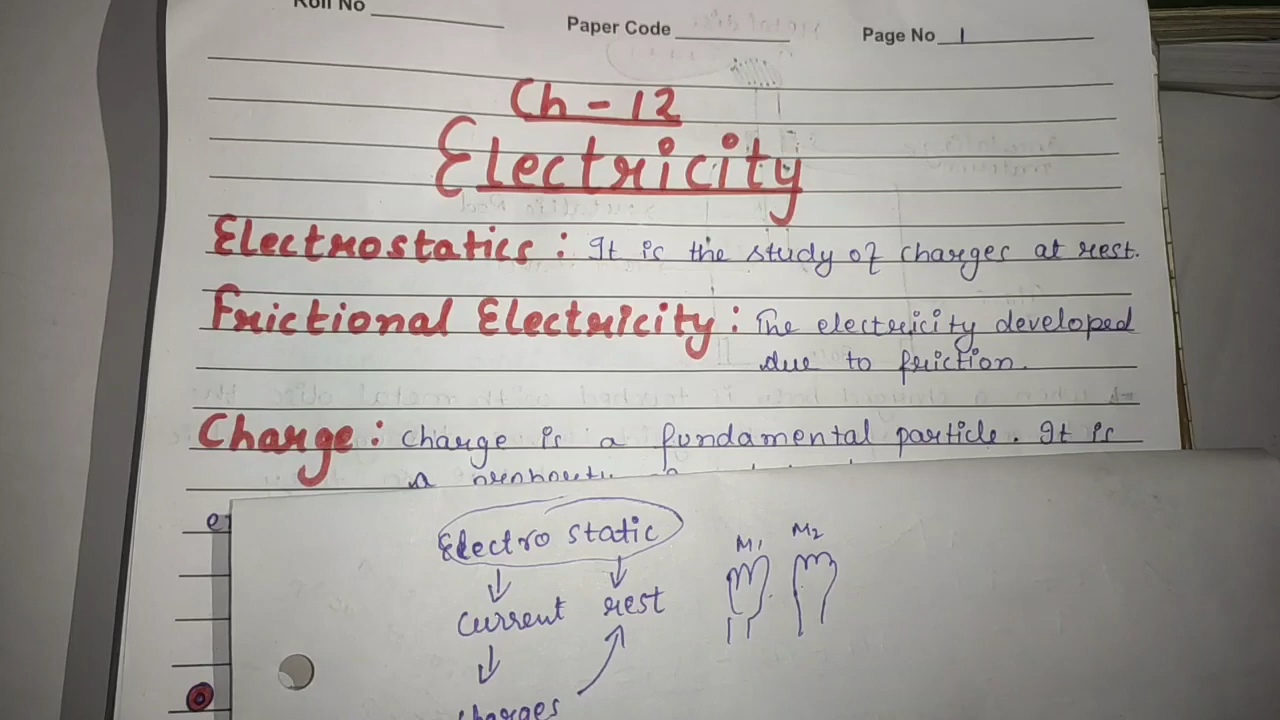 Roll No
Paper Code
Page No 1
Ch - 12
Electricity
Electrostatics : It is the study of charges at rest.
Frictional Electricity : The electricity developed
due to friction.
Charge : charge is a fundamental particle. It is
a
Electro static
M1 M2
current rest
charges